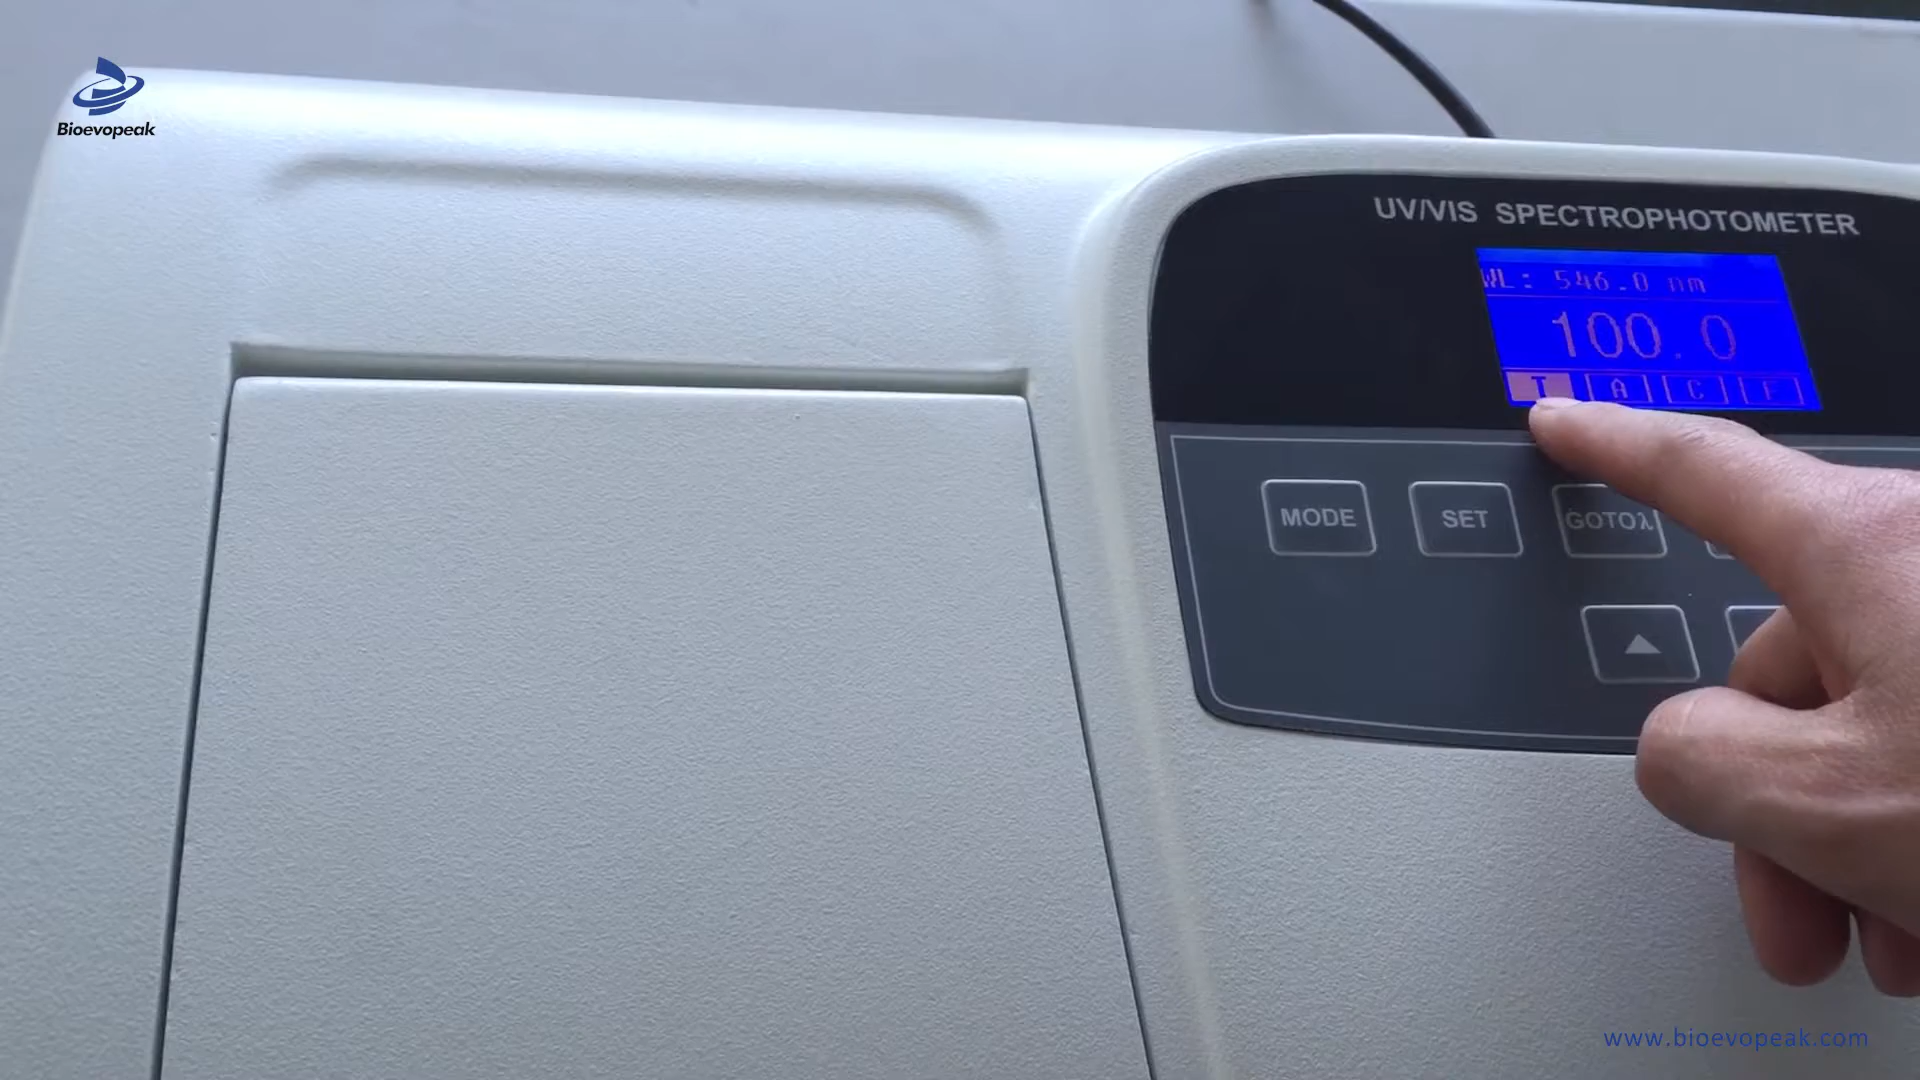 Bioevopeak
UV/VIS SPECTROPHOTOMETER
WL: 546.0 nm
100.0
T A C F
MODE SET GOTOλ
www.bioevopeak.com